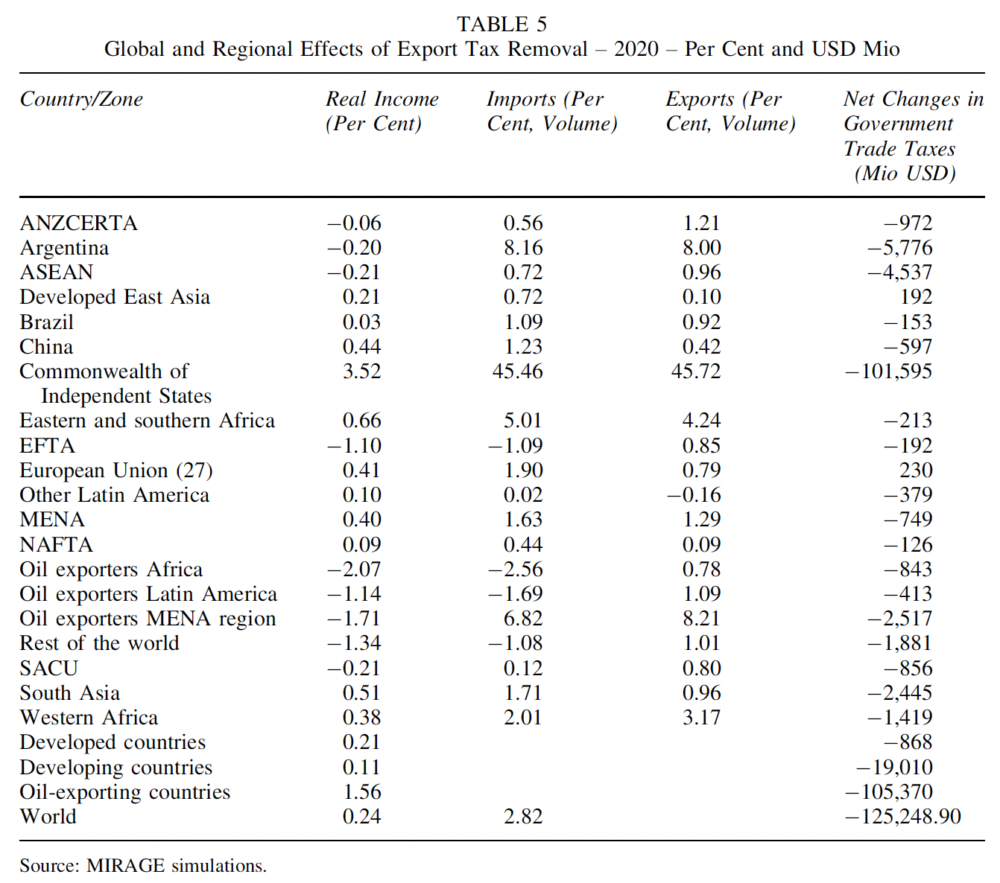 TABLE 5
Global and Regional Effects of Export Tax Removal – 2020 – Per Cent and USD Mio
Country/Zone Real Income (Per Cent) Imports (Per Cent, Volume) Exports (Per Cent, Volume) Net Changes in Government Trade Taxes (Mio USD)
ANZCERTA −0.06 0.56 1.21 −972
Argentina −0.20 8.16 8.00 −5,776
ASEAN −0.21 0.72 0.96 −4,537
Developed East Asia 0.21 0.72 0.10 192
Brazil 0.03 1.09 0.92 −153
China 0.44 1.23 0.42 −597
Commonwealth of 3.52 45.46 45.72 −101,595
Independent States
Eastern and southern Africa 0.66 5.01 4.24 −213
EFTA −1.10 −1.09 0.85 −192
European Union (27) 0.41 1.90 0.79 230
Other Latin America 0.10 0.02 −0.16 −379
MENA 0.40 1.63 1.29 −749
NAFTA 0.09 0.44 0.09 −126
Oil exporters Africa −2.07 −2.56 0.78 −843
Oil exporters Latin America −1.14 −1.69 1.09 −413
Oil exporters MENA region −1.71 6.82 8.21 −2,517
Rest of the world −1.34 −1.08 1.01 −1,881
SACU −0.21 0.12 0.80 −856
South Asia 0.51 1.71 0.96 −2,445
Western Africa 0.38 2.01 3.17 −1,419
Developed countries 0.21 −868
Developing countries 0.11 −19,010
Oil-exporting countries 1.56 −105,370
World 0.24 2.82 −125,248.90
Source: MIRAGE simulations.